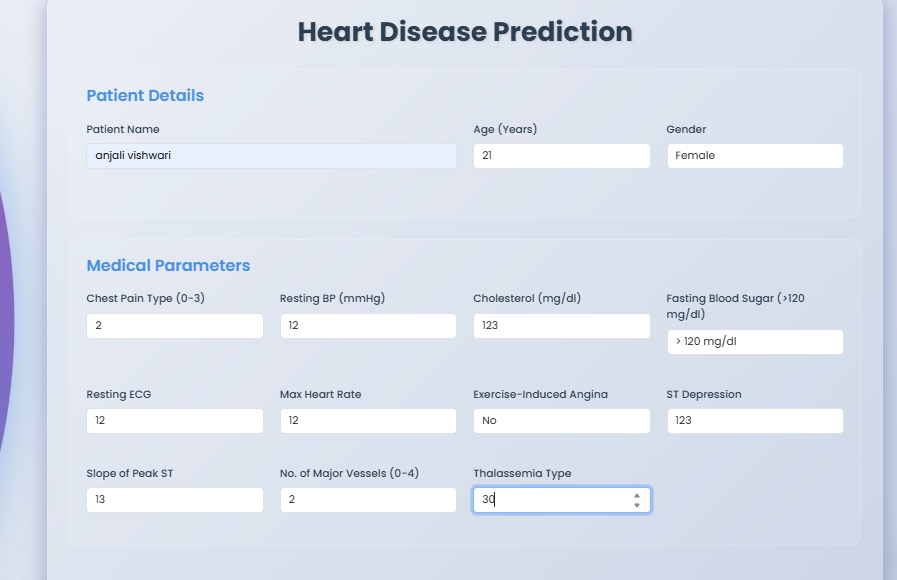 Heart Disease Prediction
Patient Details
Patient Name
Age (Years)
Gender
anjali vishwari
21
Female
Medical Parameters
Chest Pain Type (0-3)
Resting BP (mmHg)
Cholesterol (mg/dl)
Fasting Blood Sugar (>120
mg/dl)
2
12
123
> 120 mg/dl
Resting ECG
Max Heart Rate
Exercise-Induced Angina
ST Depression
12
12
No
123
Slope of Peak ST
No. of Major Vessels (0-4)
Thalassemia Type
13
2
30